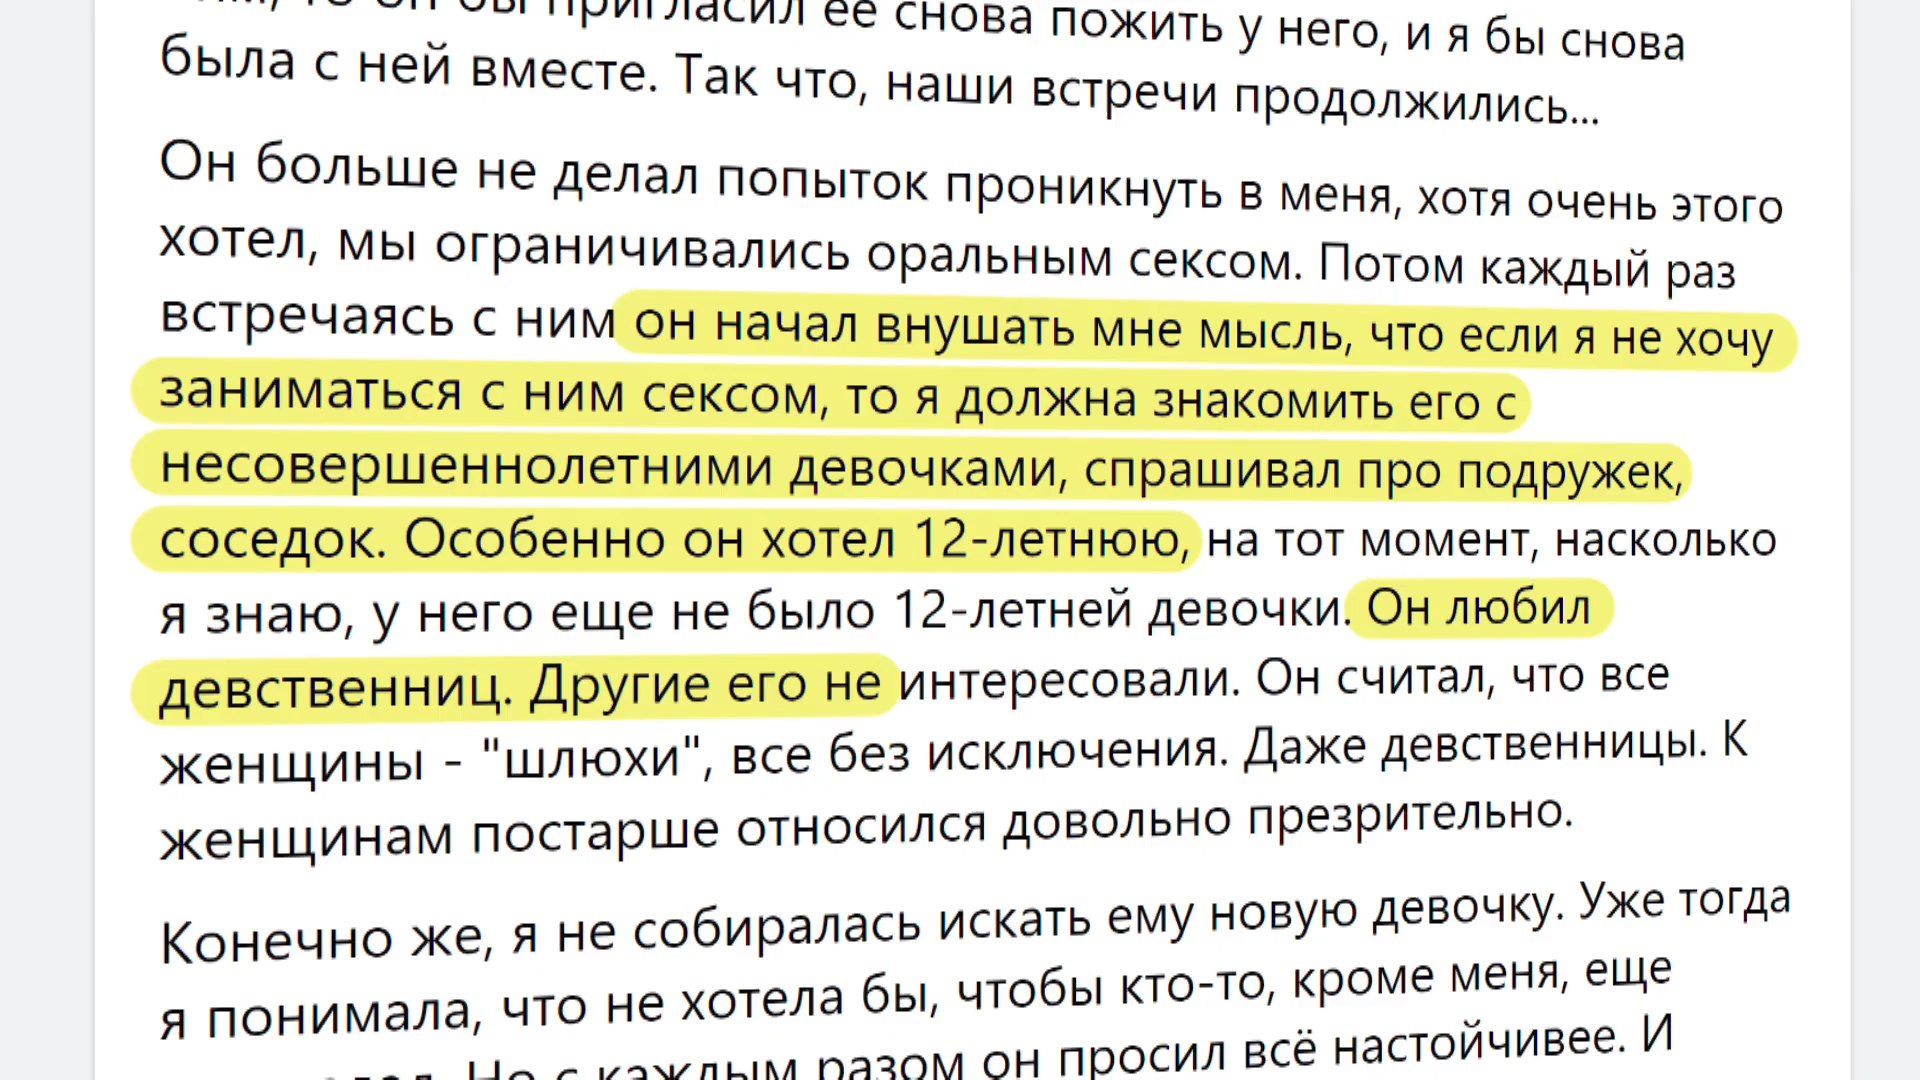 то он бы пригласил её снова пожить у него, и я бы снова
была с ней вместе. Так что, наши встречи продолжились...
Он больше не делал попыток проникнуть в меня, хотя очень этого
хотел, мы ограничивались оральным сексом. Потом каждый раз
встречаясь с ним он начал внушать мне мысль, что если я не хочу
заниматься с ним сексом, то я должна знакомить его с
несовершеннолетними девочками, спрашивал про подружек,
соседок. Особенно он хотел 12-летнюю, на тот момент, насколько
я знаю, у него еще не было 12-летней девочки. Он любил
девственниц. Другие его не интересовали. Он считал, что все
женщины - "шлюхи", все без исключения. Даже девственницы. К
женщинам постарше относился довольно презрительно.
Конечно же, я не собиралась искать ему новую девочку. Уже тогда
я понимала, что не хотела бы, чтобы кто-то, кроме меня, еще
Но с каждым разом он просил всё настойчивее. И